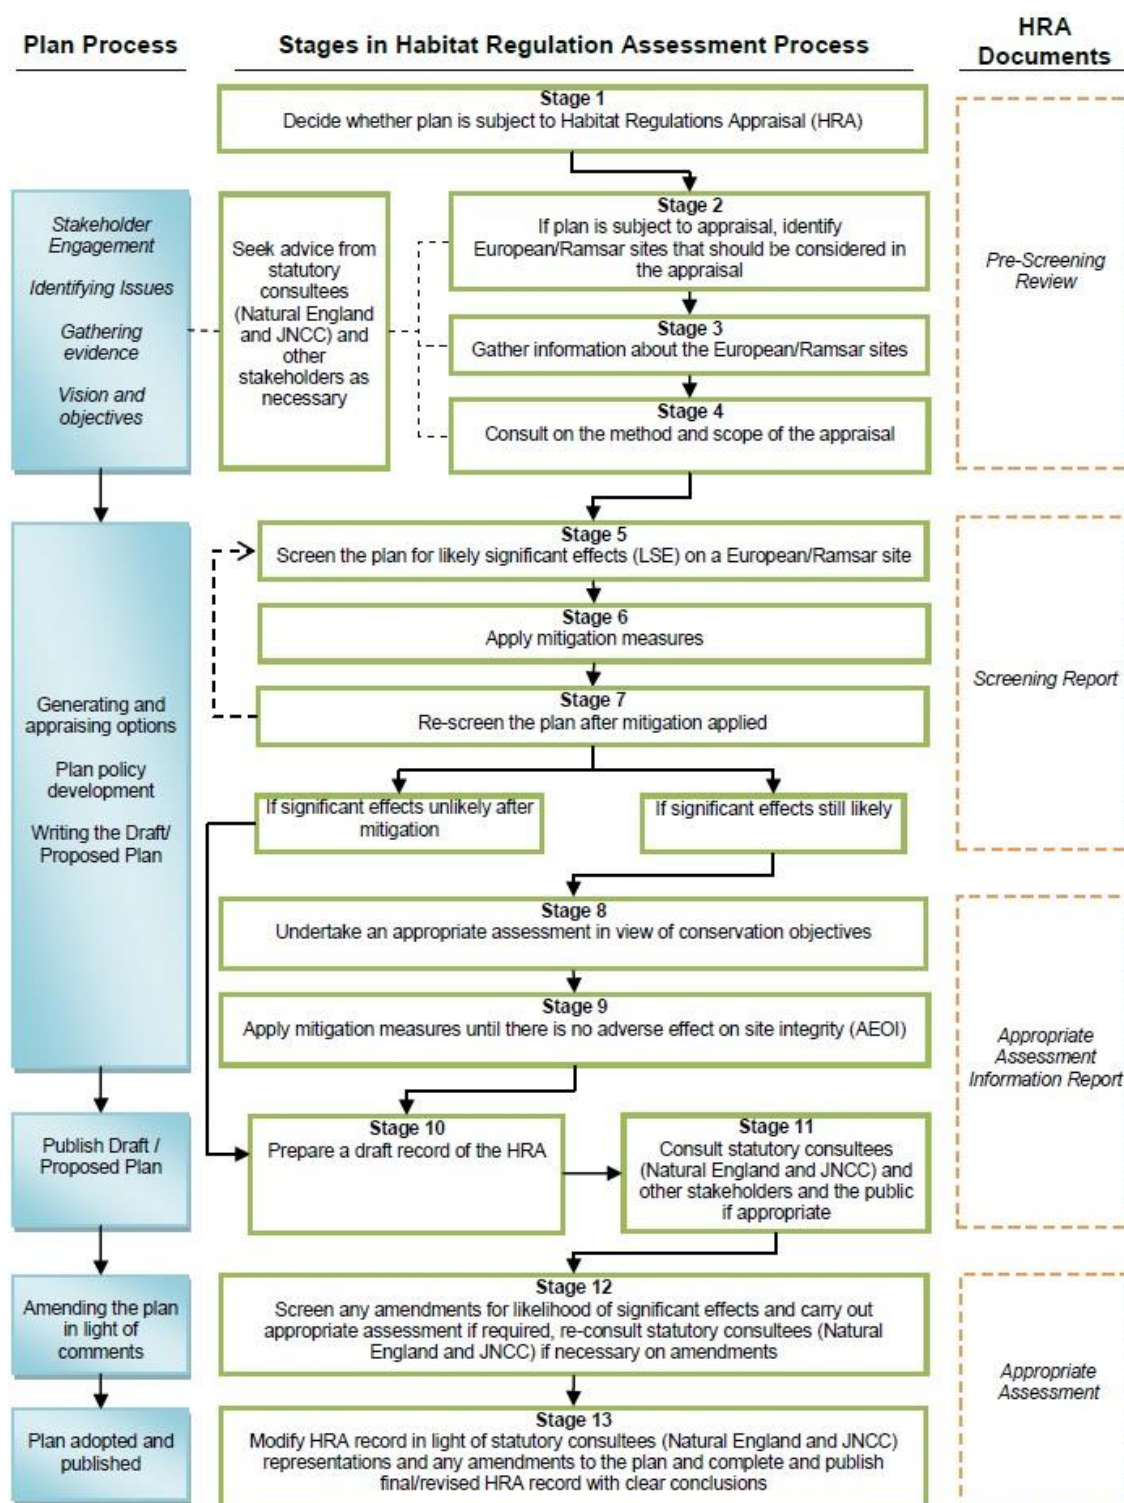 Plan Process
Stages in Habitat Regulation Assessment Process
HRA
Documents
Stage 1
Decide whether plan is subject to Habitat Regulations Appraisal (HRA)
Stakeholder
Engagement
Identifying Issues
Gathering
evidence
Vision and
objectives
Seek advice from
statutory
consultees
(Natural England
and JNCC) and
other
stakeholders as
necessary
Stage 2
If plan is subject to appraisal, identify
European/Ramsar sites that should be considered in
the appraisal
Stage 3
Gather information about the European/Ramsar sites
Stage 4
Consult on the method and scope of the appraisal
Pre-Screening
Review
Generating and
appraising options
Plan policy
development
Writing the Draft/
Proposed Plan
Stage 5
Screen the plan for likely significant effects (LSE) on a European/Ramsar site
Stage 6
Apply mitigation measures
Stage 7
Re-screen the plan after mitigation applied
If significant effects unlikely after
mitigation
If significant effects still likely
Screening Report
Stage 8
Undertake an appropriate assessment in view of conservation objectives
Stage 9
Apply mitigation measures until there is no adverse effect on site integrity (AEOI)
Appropriate
Assessment
Information Report
Publish Draft /
Proposed Plan
Stage 10
Prepare a draft record of the HRA
Stage 11
Consult statutory consultees
(Natural England and JNCC) and
other stakeholders and the public
if appropriate
Amending the plan
in light of
comments
Stage 12
Screen any amendments for likelihood of significant effects and carry out
appropriate assessment if required, re-consult statutory consultees (Natural
England and JNCC) if necessary on amendments
Appropriate
Assessment
Plan adopted and
published
Stage 13
Modify HRA record in light of statutory consultees (Natural England and JNCC)
representations and any amendments to the plan and complete and publish
final/revised HRA record with clear conclusions